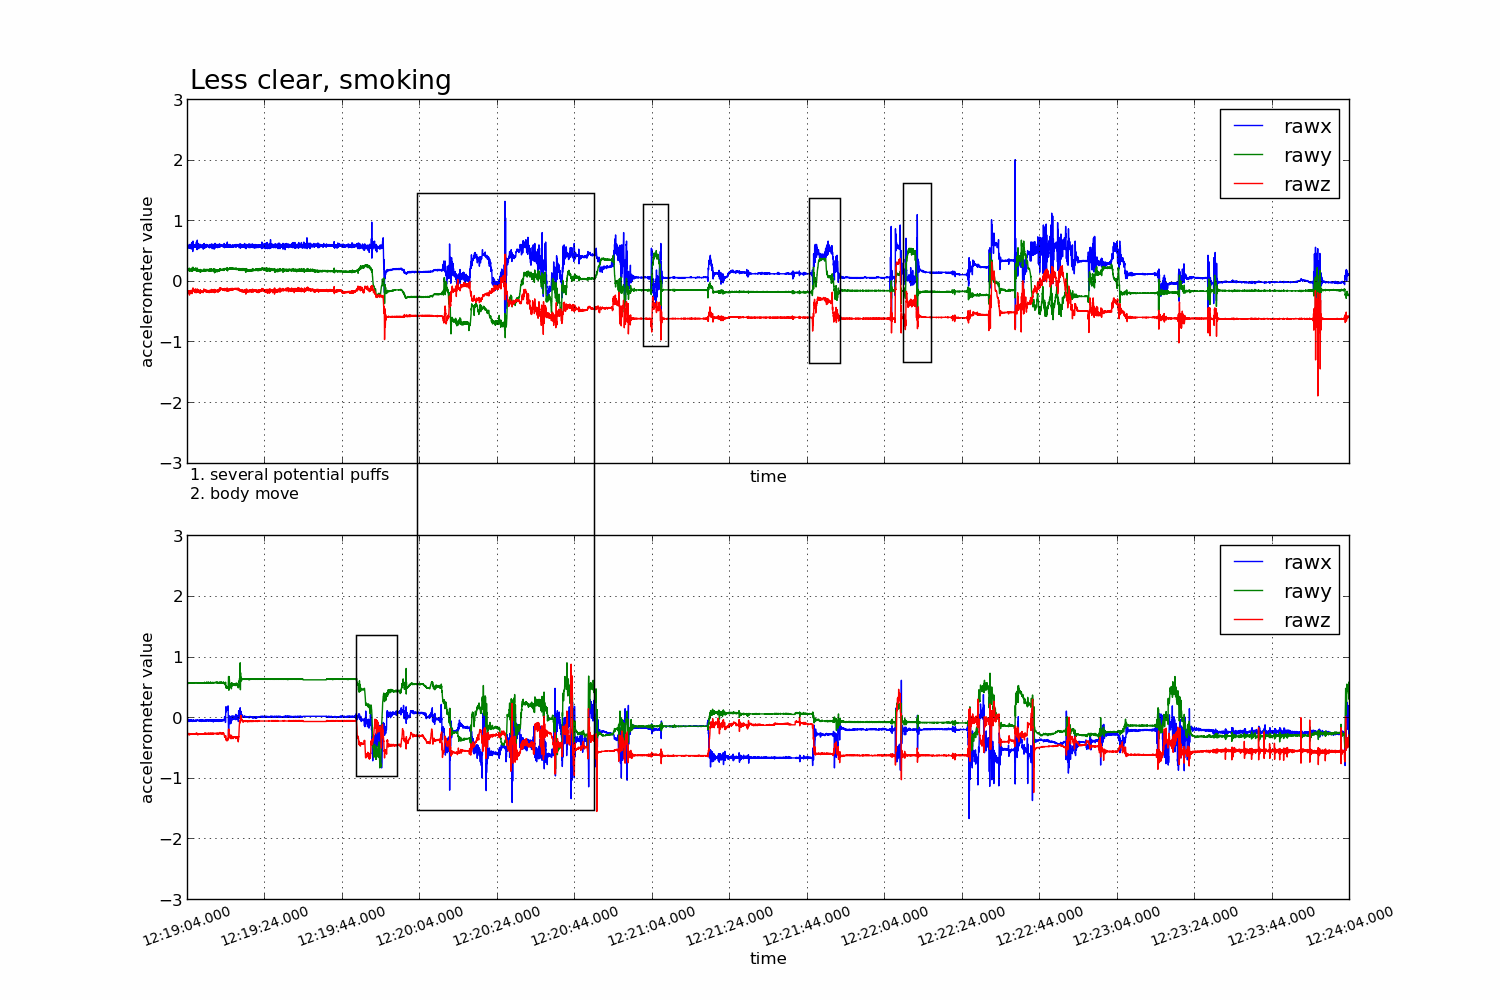 Less clear, smoking
3
2
1
0
−1
−2
−3
accelerometer value
rawx
rawy
rawz
time
1. several potential puffs
2. body move
3
2
1
0
−1
−2
−3
accelerometer value
rawx
rawy
rawz
12:19:04.000
12:19:24.000
12:19:44.000
12:20:04.000
12:20:24.000
12:20:44.000
12:21:04.000
12:21:24.000
12:21:44.000
12:22:04.000
12:22:24.000
12:22:44.000
12:23:04.000
12:23:24.000
12:23:44.000
12:24:04.000
time